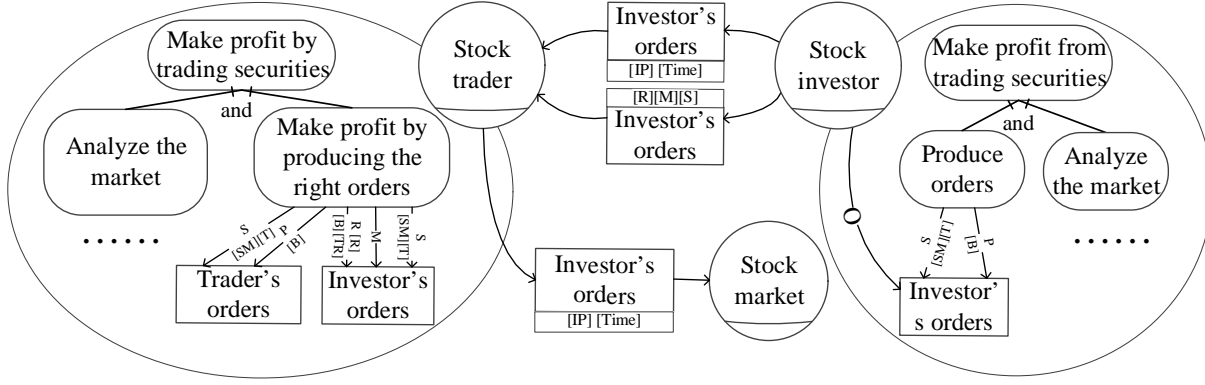 Make profit by
trading securities
and
Analyze the
market
Make profit by
producing the
right orders
......
S
[SM][T]
P
[B]
R [R]
[B][TR]
M
S
[SM][T]
Trader's
orders
Investor's
orders
Stock
trader
Investor's
orders
[IP] [Time]
[R][M][S]
Investor's
orders
Stock
investor
Investor's
orders
[IP] [Time]
Stock
market
O
Make profit from
trading securities
and
Produce
orders
Analyze
the market
S
[SM][T]
P
[B]
......
Investor'
s orders